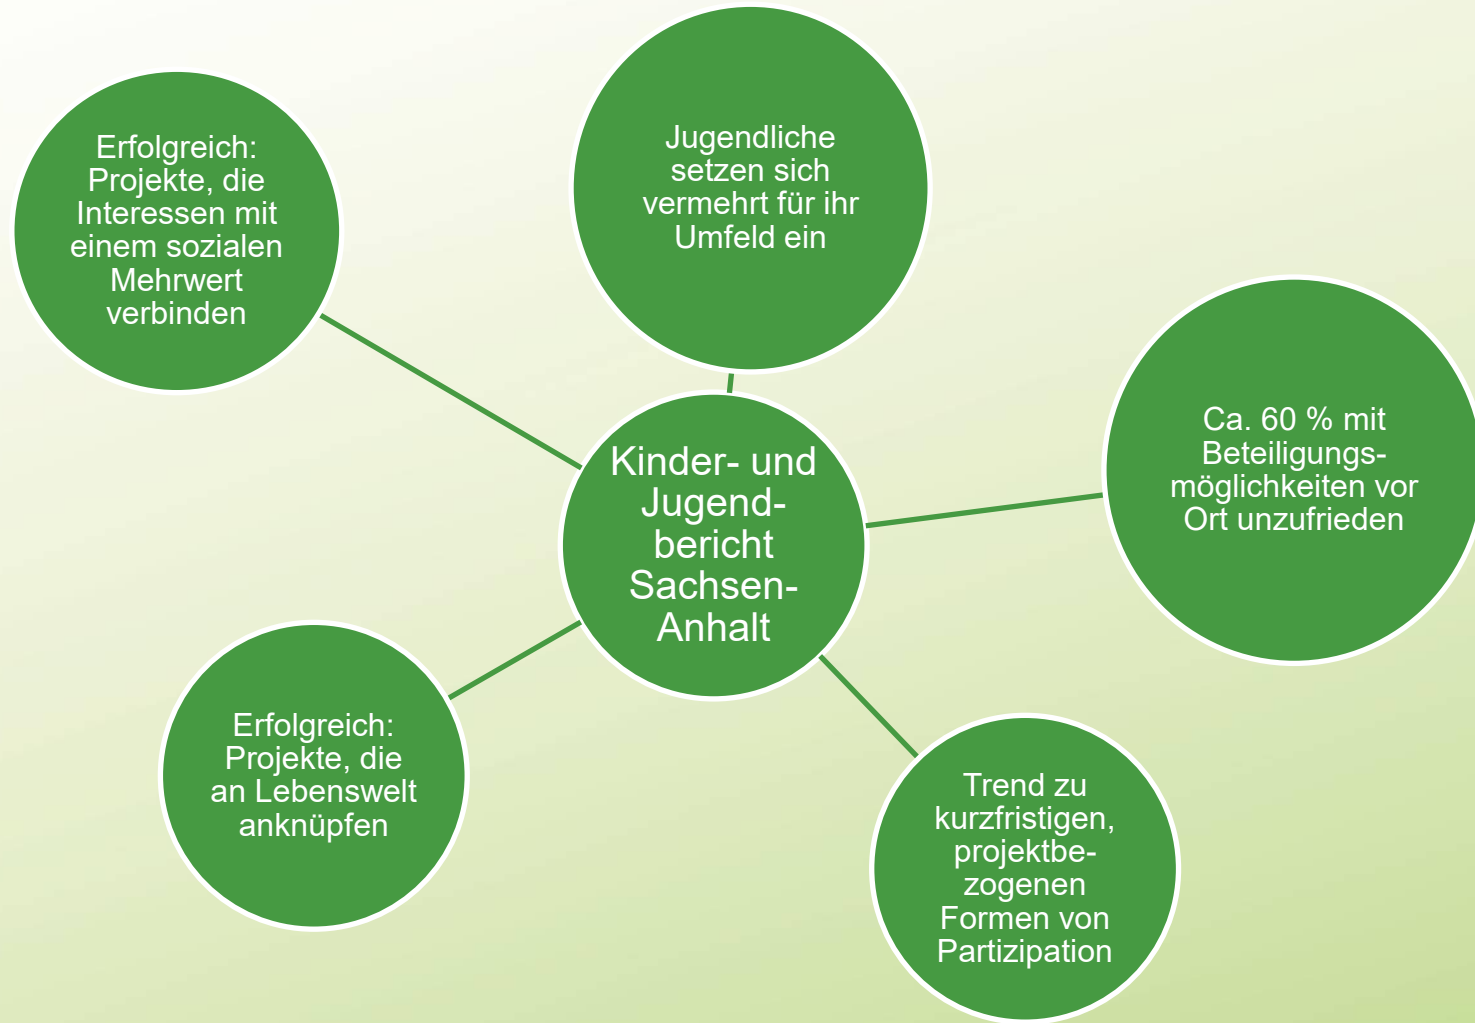 Erfolgreich:
Projekte, die
Interessen mit
einem sozialen
Mehrwert
verbinden
Jugendliche
setzen sich
vermehrt für ihr
Umfeld ein
Ca. 60 % mit
Beteiligungs-
möglichkeiten vor
Ort unzufrieden
Kinder- und
Jugend-
bericht
Sachsen-
Anhalt
Erfolgreich:
Projekte, die
an Lebenswelt
anknüpfen
Trend zu
kurzfristigen,
projektbe-
zogenen
Formen von
Partizipation